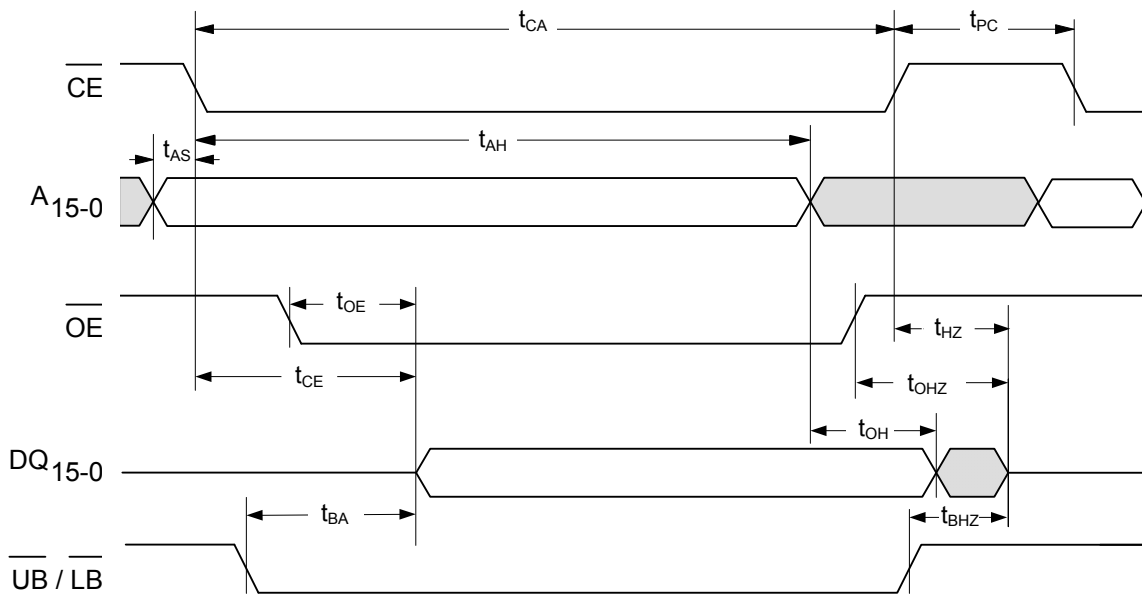 tCA
tPC
CE
tAH
tAS
A15-0
tOE
OE
tHZ
tCE
tOHZ
tOH
DQ15-0
tBA
tBHZ
UB / LB